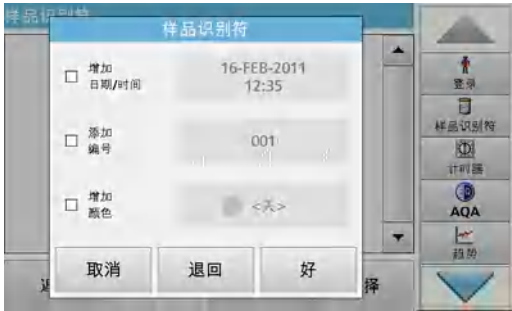 样品识别符
样品识别符
增加
日期/时间
16-FEB-2011
12:35
添加
编号
001
增加
颜色
<无>
取消
退回
好
择
登录
样品识别符
计时器
AQA
趋势